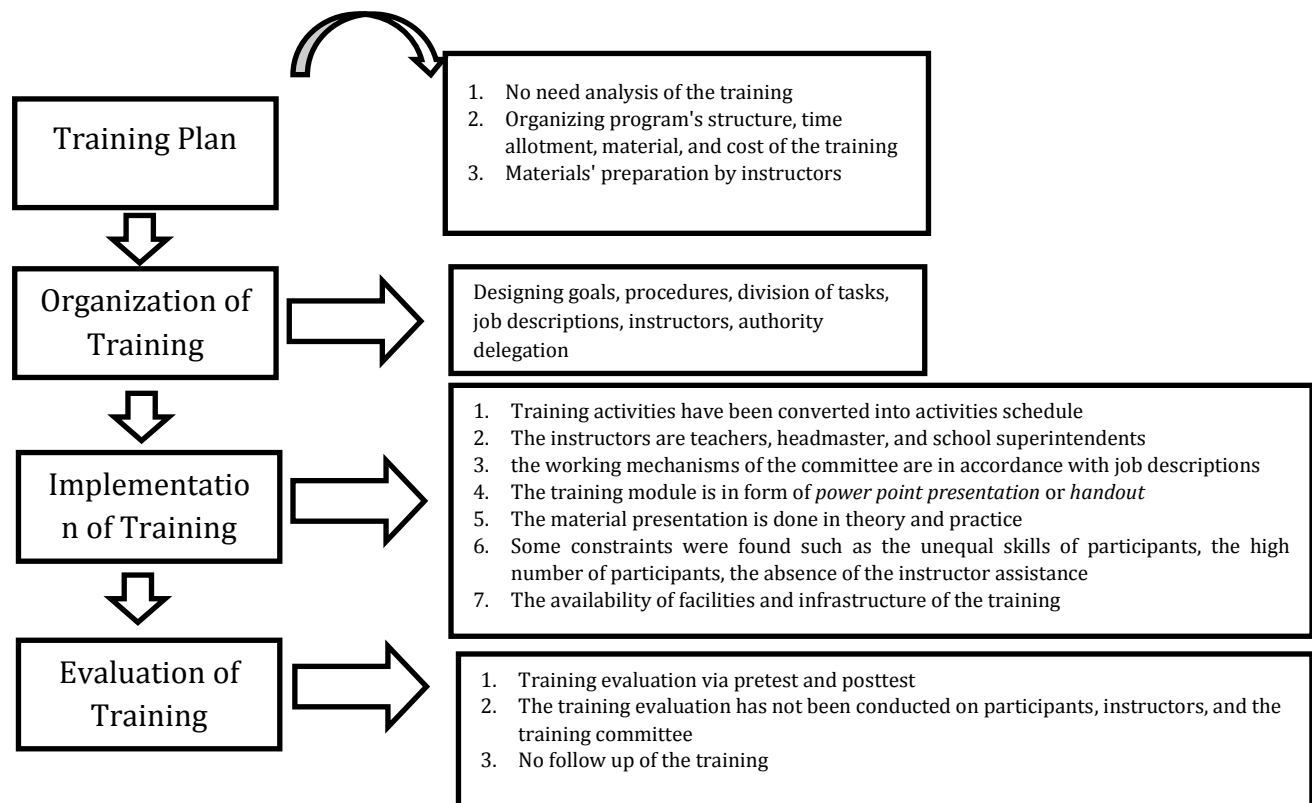 Training Plan
1. No need analysis of the training
2. Organizing program's structure, time
allotment, material, and cost of the training
3. Materials' preparation by instructors
Organization of
Training
Designing goals, procedures, division of tasks,
job descriptions, instructors, authority
delegation
Implementatio
n of Training
1. Training activities have been converted into activities schedule
2. The instructors are teachers, headmaster, and school superintendents
3. the working mechanisms of the committee are in accordance with job descriptions
4. The training module is in form of power point presentation or handout
5. The material presentation is done in theory and practice
6. Some constraints were found such as the unequal skills of participants, the high
number of participants, the absence of the instructor assistance
7. The availability of facilities and infrastructure of the training
Evaluation of
Training
1. Training evaluation via pretest and posttest
2. The training evaluation has not been conducted on participants, instructors, and the
training committee
3. No follow up of the training